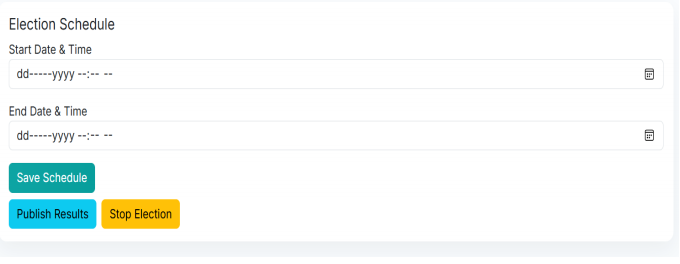 Election Schedule
Start Date & Time
dd-----yyyy --:-- --
End Date & Time
dd-----yyyy --:-- --
Save Schedule
Publish Results Stop Election